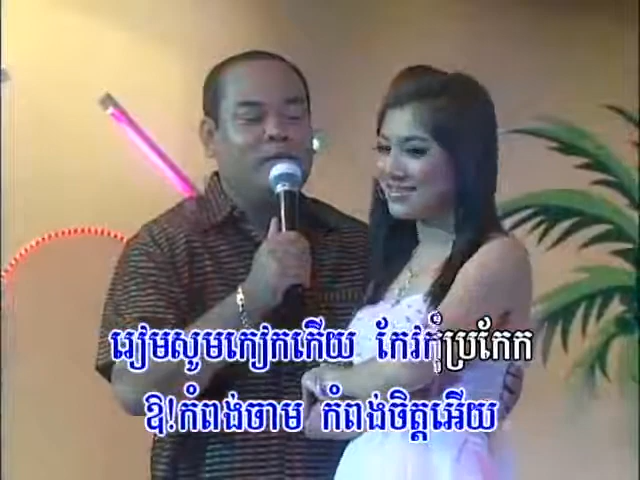 រៀមសូមកៀកកើយ កែវកុំប្រកែក
ឱ!កំពង់ចាម កំពង់ចិត្តអើយ